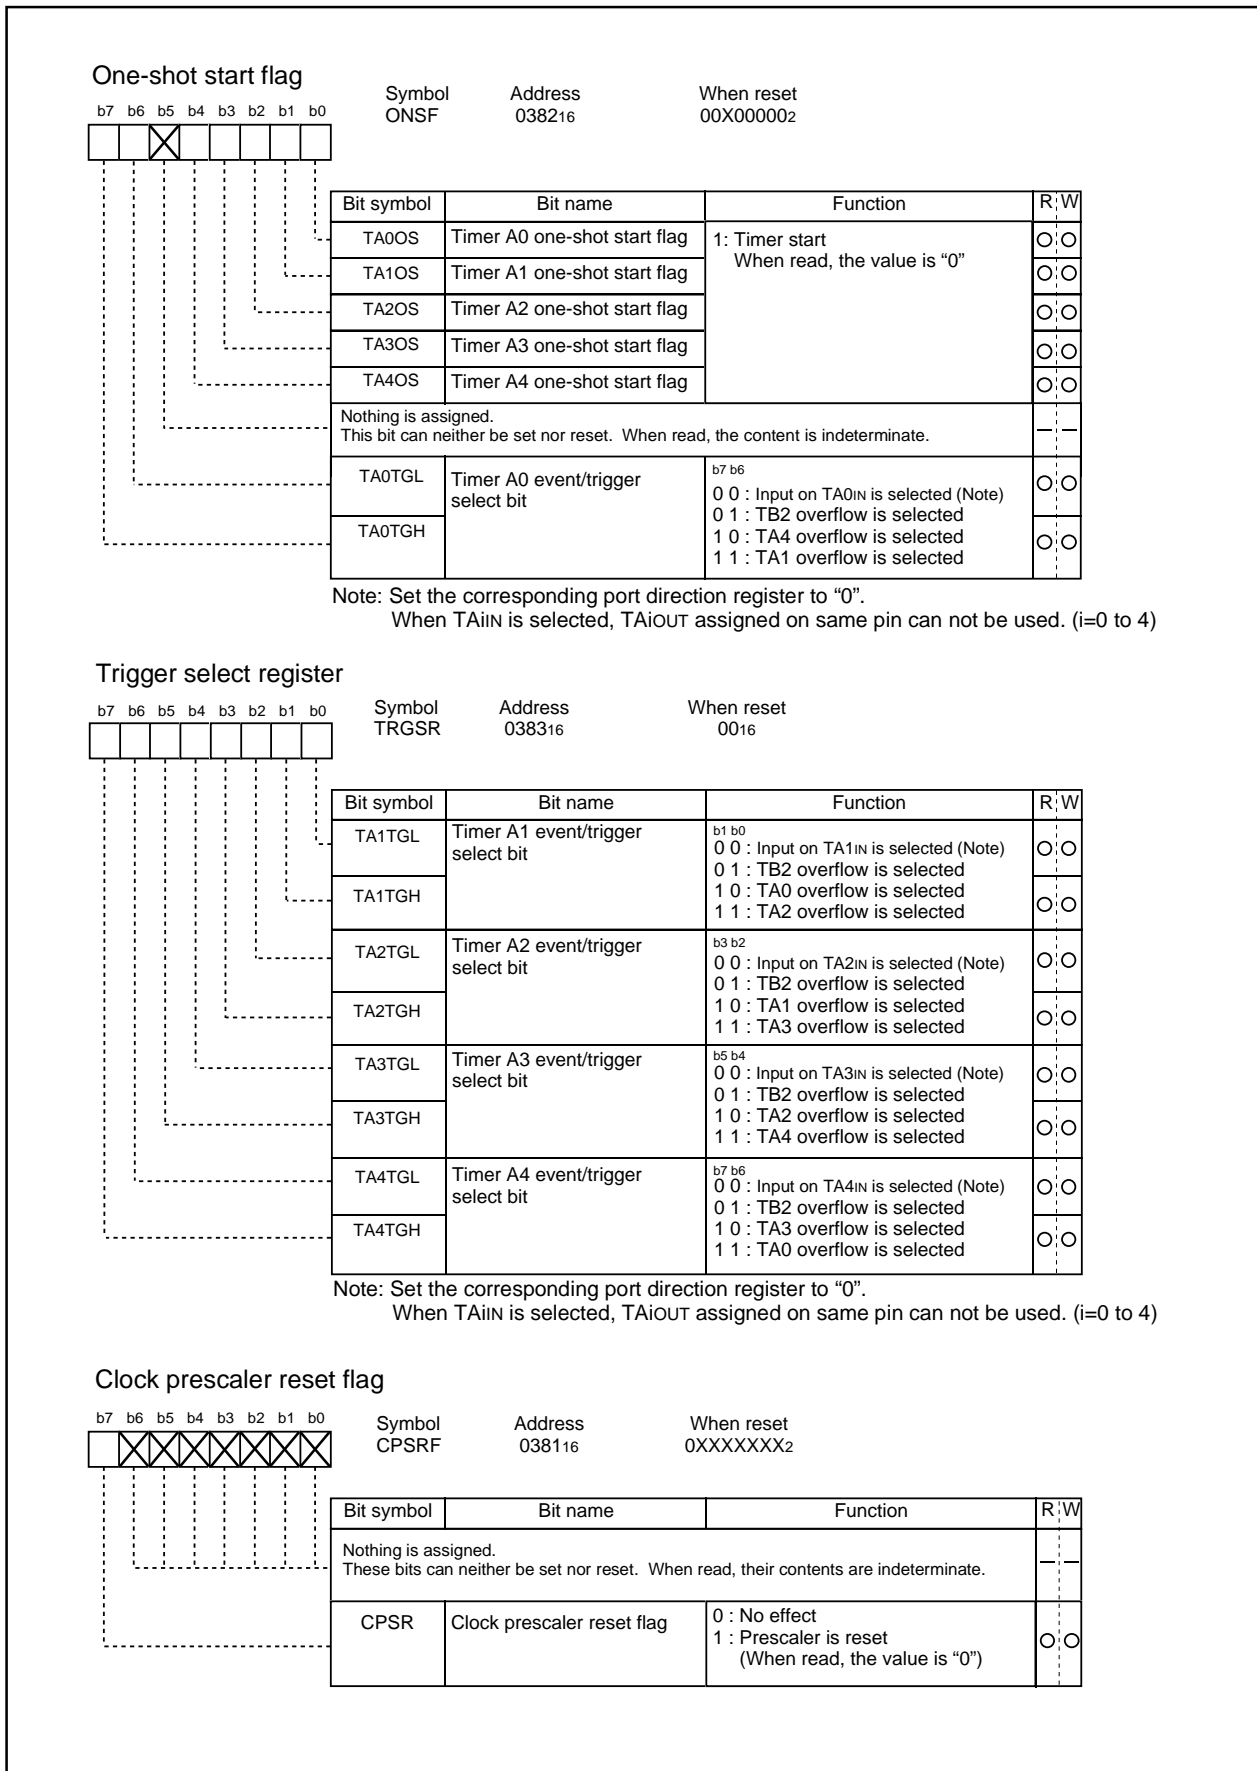 One-shot start flag
Symbol Address When reset
b7 b6 b5 b4 b3 b2 b1 b0
ONSF 038216 00X000002
Bit symbol Bit name Function R W
TA0OS Timer A0 one-shot start flag 1: Timer start
When read, the value is “0”
TA1OS Timer A1 one-shot start flag
TA2OS Timer A2 one-shot start flag
TA3OS Timer A3 one-shot start flag
TA4OS Timer A4 one-shot start flag
Nothing is assigned.
This bit can neither be set nor reset. When read, the content is indeterminate.
TA0TGL Timer A0 event/trigger
select bit
b7 b6
0 0 : Input on TA0IN is selected (Note)
0 1 : TB2 overflow is selected
TA0TGH
1 0 : TA4 overflow is selected
1 1 : TA1 overflow is selected
Note: Set the corresponding port direction register to “0”.
When TAiIN is selected, TAiOUT assigned on same pin can not be used. (i=0 to 4)
Trigger select register
Symbol Address When reset
b7 b6 b5 b4 b3 b2 b1 b0
TRGSR 038316 0016
Bit symbol Bit name Function R W
TA1TGL Timer A1 event/trigger
select bit
b1 b0
0 0 : Input on TA1IN is selected (Note)
0 1 : TB2 overflow is selected
TA1TGH
1 0 : TA0 overflow is selected
1 1 : TA2 overflow is selected
TA2TGL Timer A2 event/trigger
select bit
b3 b2
0 0 : Input on TA2IN is selected (Note)
0 1 : TB2 overflow is selected
TA2TGH
1 0 : TA1 overflow is selected
1 1 : TA3 overflow is selected
TA3TGL Timer A3 event/trigger
select bit
b5 b4
0 0 : Input on TA3IN is selected (Note)
0 1 : TB2 overflow is selected
TA3TGH
1 0 : TA2 overflow is selected
1 1 : TA4 overflow is selected
TA4TGL Timer A4 event/trigger
select bit
b7 b6
0 0 : Input on TA4IN is selected (Note)
0 1 : TB2 overflow is selected
TA4TGH
1 0 : TA3 overflow is selected
1 1 : TA0 overflow is selected
Note: Set the corresponding port direction register to “0”.
When TAiIN is selected, TAiOUT assigned on same pin can not be used. (i=0 to 4)
Clock prescaler reset flag
Symbol Address When reset
b7 b6 b5 b4 b3 b2 b1 b0
CPSRF 038116 0XXXXXXX2
Bit symbol Bit name Function R W
Nothing is assigned.
These bits can neither be set nor reset. When read, their contents are indeterminate.
CPSR Clock prescaler reset flag 0 : No effect
1 : Prescaler is reset
(When read, the value is “0”)